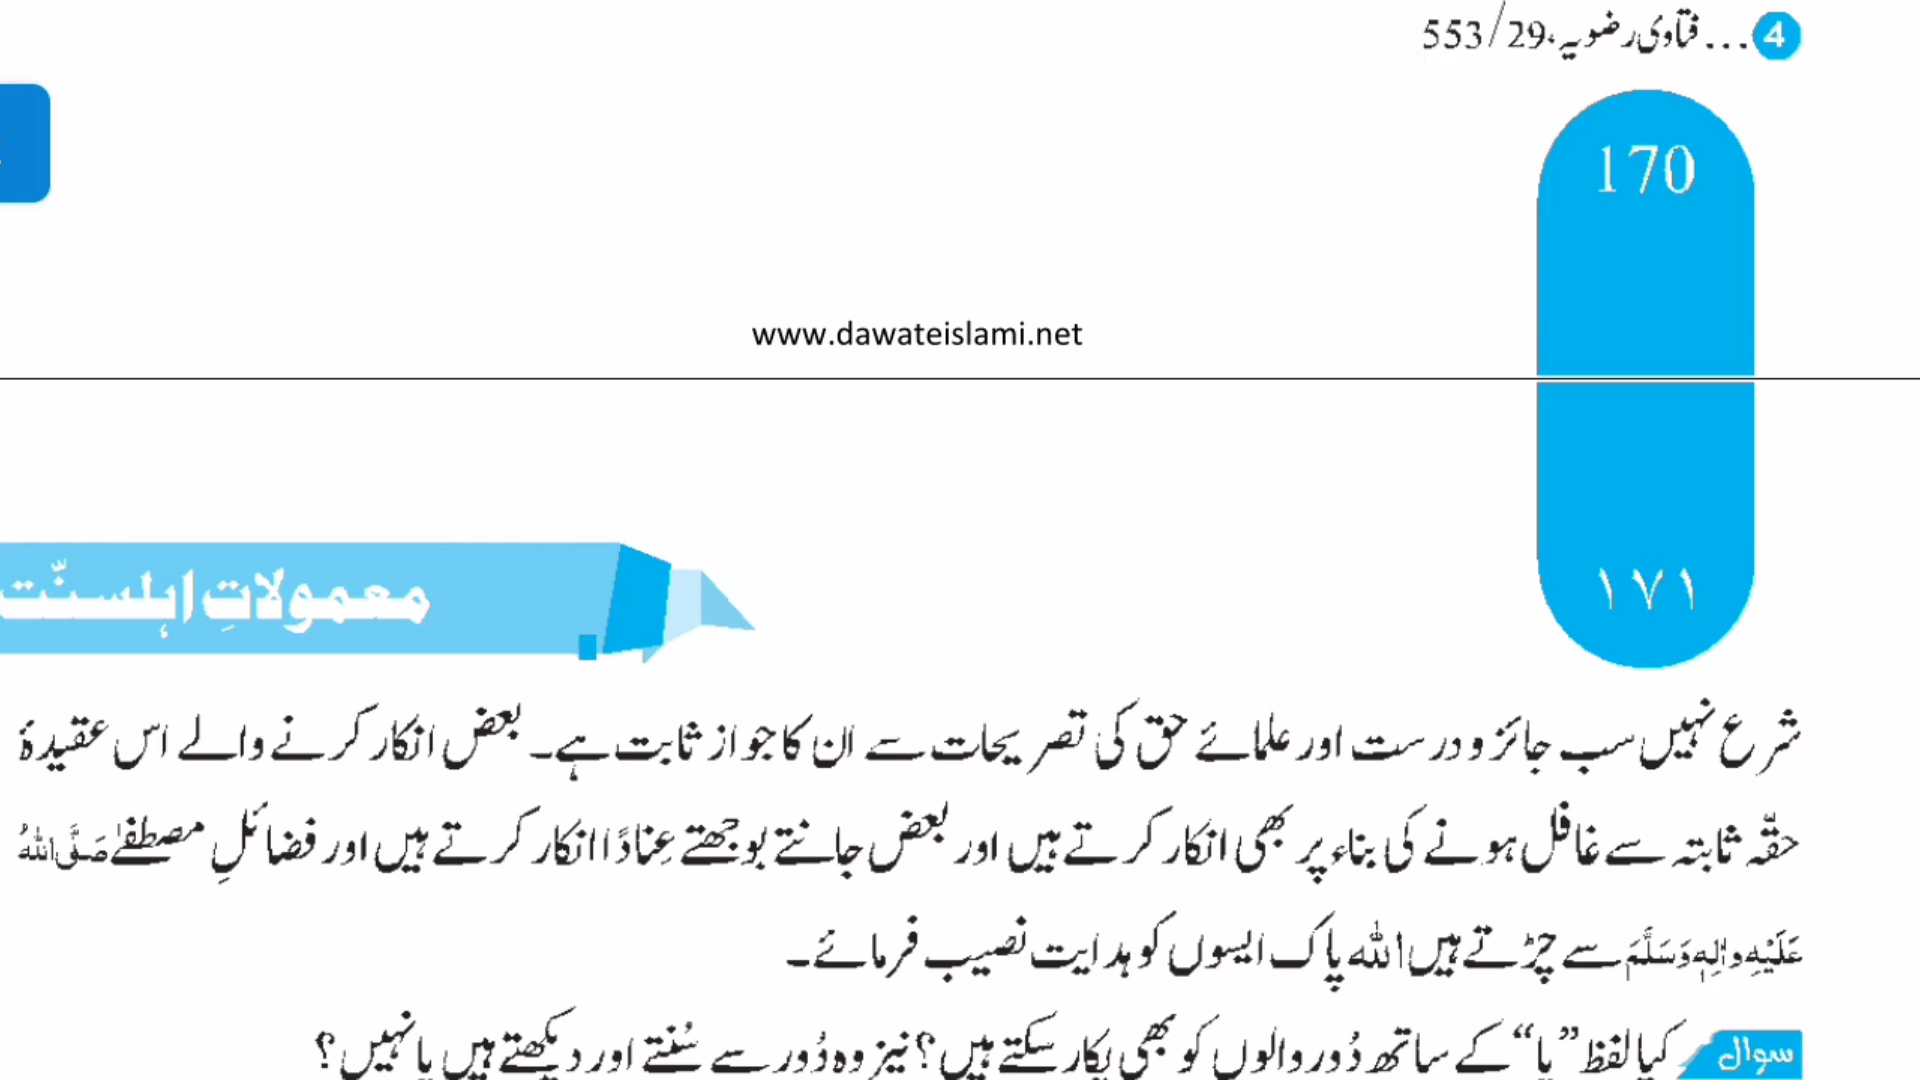 4 ...فتاویٰ رضویہ، 29/553
170
www.dawateislami.net
۱۷۱
معمولاتِ اہلسنّت
شرع نہیں سب جائز و درست اور علمائے حق کی تصریحات سے ان کا جواز ثابت ہے۔ بعض انکار کرنے والے اس عقیدۂ
حقّہ ثابتہ سے غافل ہونے کی بناء پر بھی انکار کرتے ہیں اور بعض جانتے بوجھتے عِنادًا انکار کرتے ہیں اور فضائلِ مصطفےٰ صَلَّی اللهُ
عَلَیْہِ واٰلِہٖ وَسَلَّمَ سے چڑتے ہیں اللہ پاک ایسوں کو ہدایت نصیب فرمائے۔
سوال کیا لفظ ”یا“ کے ساتھ دُور والوں کو بھی پکار سکتے ہیں؟ نیز وہ دُور سے سُنتے اور دیکھتے ہیں یا نہیں؟